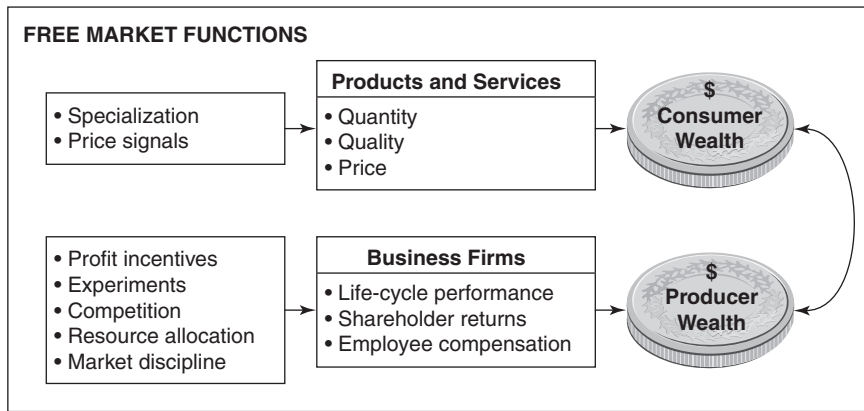 FREE MARKET FUNCTIONS
• Specialization
• Price signals
Products and Services
• Quantity
• Quality
• Price
$
Consumer
Wealth
• Profit incentives
• Experiments
• Competition
• Resource allocation
• Market discipline
Business Firms
• Life-cycle performance
• Shareholder returns
• Employee compensation
$
Producer
Wealth